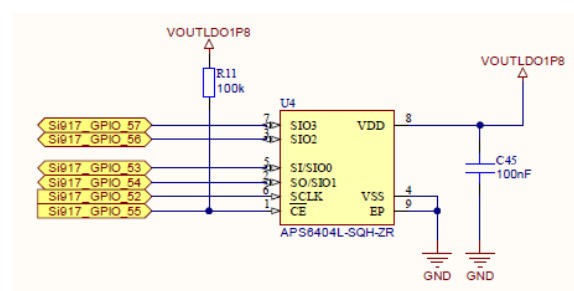 VOUTLDO1P8
VOUTLDO1P8
R11
100k
U4
Si917_GPIO_57
7
SIO3
VDD
8
Si917_GPIO_56
3
SIO2
Si917_GPIO_53
5
SI/SIO0
C45
100nF
Si917_GPIO_54
2
SO/SIO1
Si917_GPIO_52
6
SCLK
VSS
4
Si917_GPIO_55
1
CE
EP
9
APS6404L-SQH-ZR
GND
GND